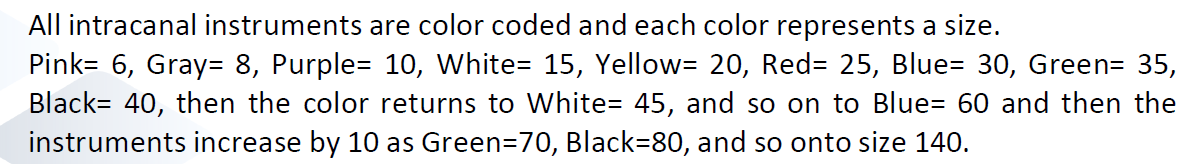 All intracanal instruments are color coded and each color represents a size.
Pink= 6, Gray= 8, Purple= 10, White= 15, Yellow= 20, Red= 25, Blue= 30, Green= 35,
Black= 40, then the color returns to White= 45, and so on to Blue= 60 and then the
instruments increase by 10 as Green=70, Black=80, and so onto size 140.